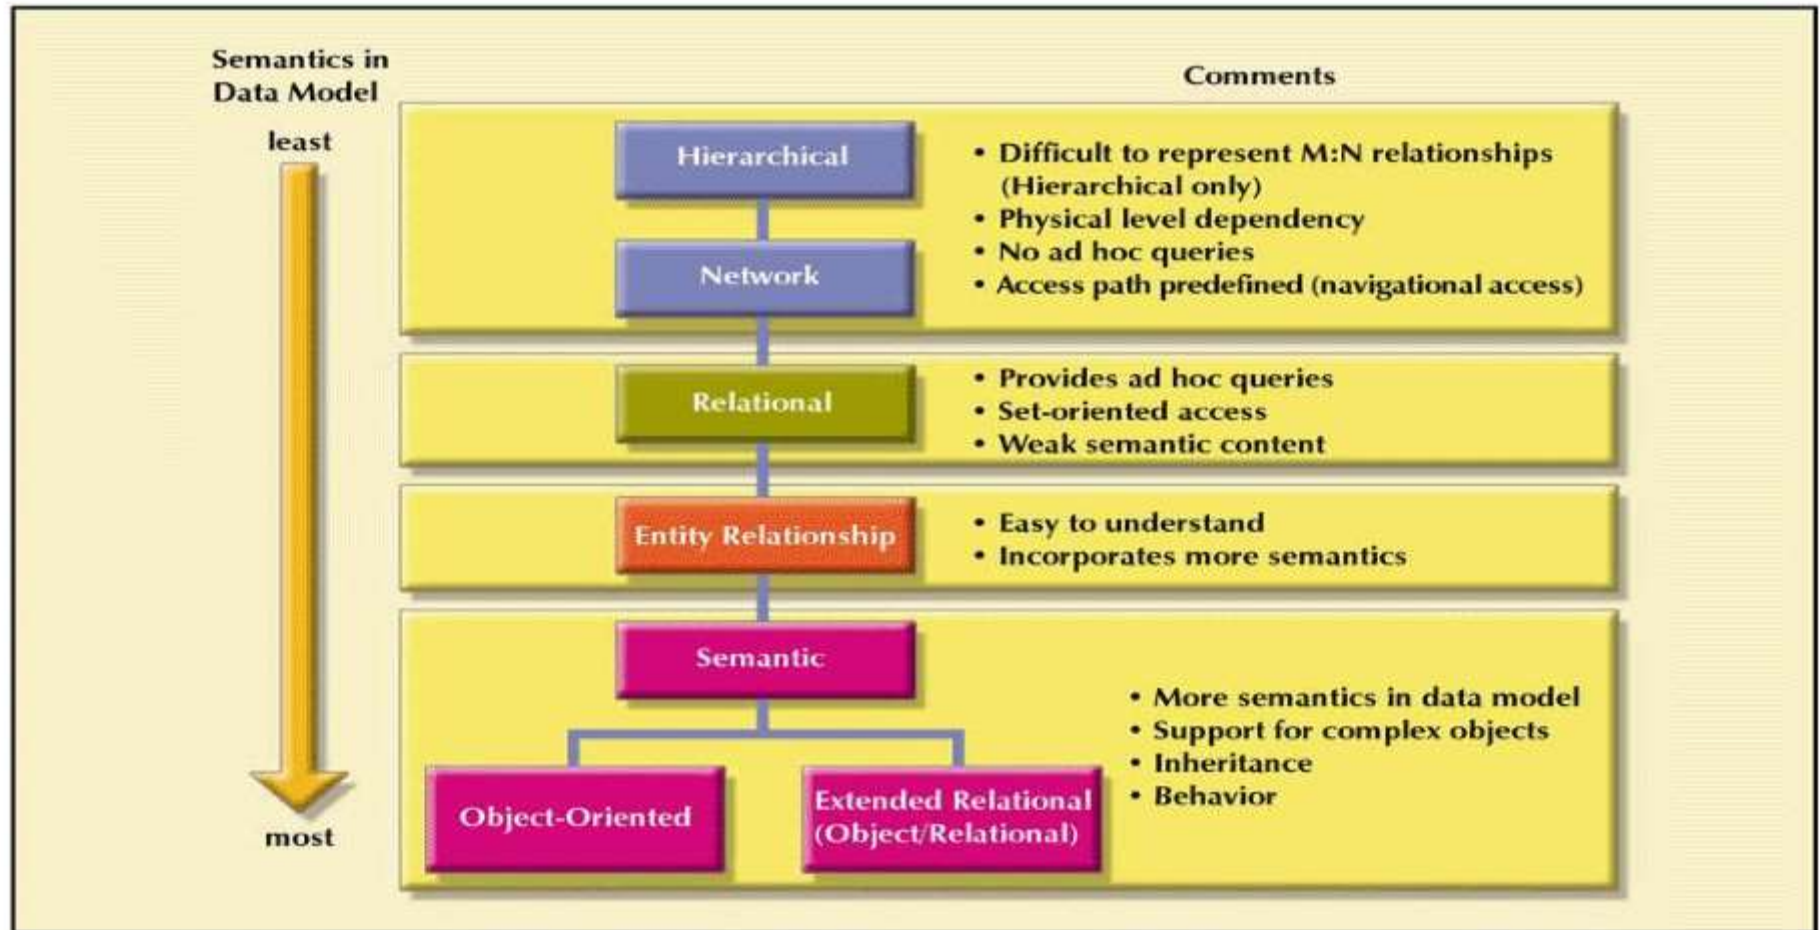 Semantics in
Data Model
least
most
Comments
Hierarchical
Network
• Difficult to represent M:N relationships
(Hierarchical only)
• Physical level dependency
• No ad hoc queries
• Access path predefined (navigational access)
Relational
• Provides ad hoc queries
• Set-oriented access
• Weak semantic content
Entity Relationship
• Easy to understand
• Incorporates more semantics
Semantic
Object-Oriented
Extended Relational
(Object/Relational)
• More semantics in data model
• Support for complex objects
• Inheritance
• Behavior